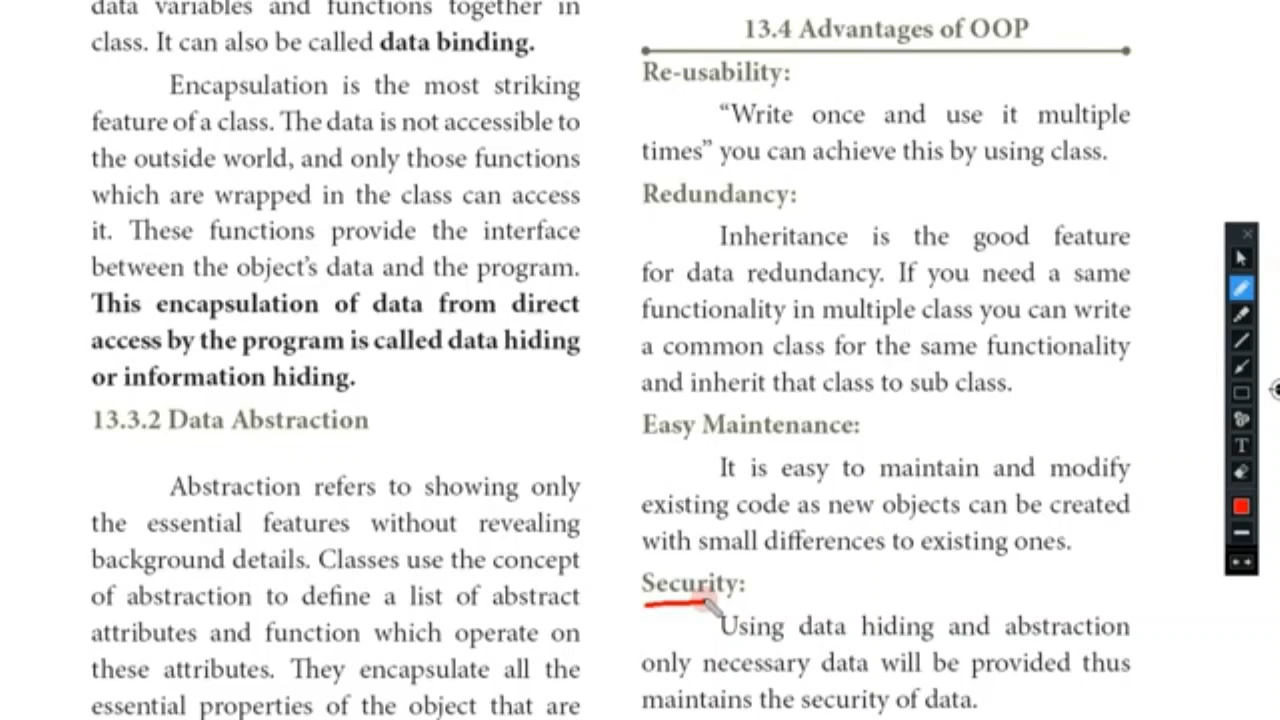 data variables and functions together in
class. It can also be called data binding.
Encapsulation is the most striking
feature of a class. The data is not accessible to
the outside world, and only those functions
which are wrapped in the class can access
it. These functions provide the interface
between the object's data and the program.
This encapsulation of data from direct
access by the program is called data hiding
or information hiding.
13.3.2 Data Abstraction
Abstraction refers to showing only
the essential features without revealing
background details. Classes use the concept
of abstraction to define a list of abstract
attributes and function which operate on
these attributes. They encapsulate all the
essential properties of the object that are
13.4 Advantages of OOP
Re-usability:
“Write once and use it multiple
times” you can achieve this by using class.
Redundancy:
Inheritance is the good feature
for data redundancy. If you need a same
functionality in multiple class you can write
a common class for the same functionality
and inherit that class to sub class.
Easy Maintenance:
It is easy to maintain and modify
existing code as new objects can be created
with small differences to existing ones.
Security:
Using data hiding and abstraction
only necessary data will be provided thus
maintains the security of data.
T